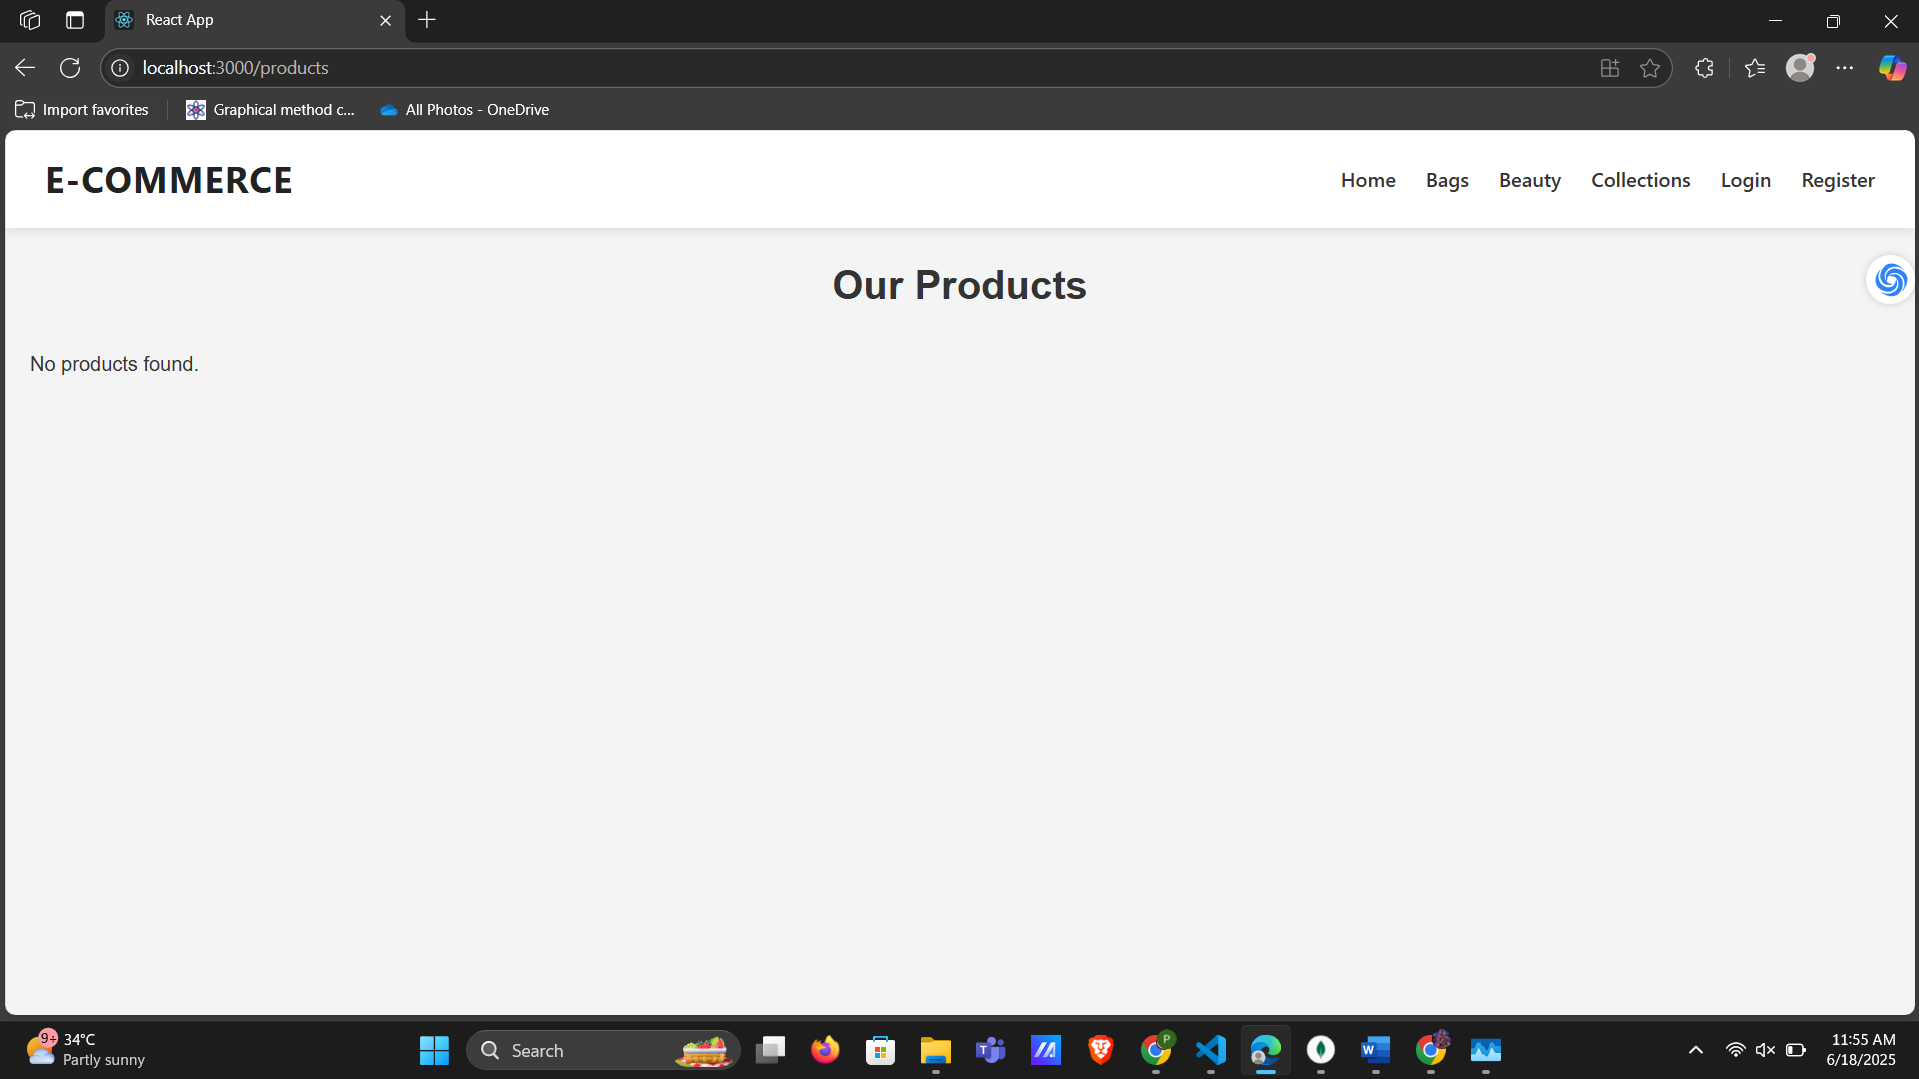 React App
localhost:3000/products
Import favorites
Graphical method c...
All Photos - OneDrive
E-COMMERCE
Home Bags Beauty Collections Login Register
Our Products
No products found.
9+
34°C
Partly sunny
Search
P
11:55 AM
6/18/2025